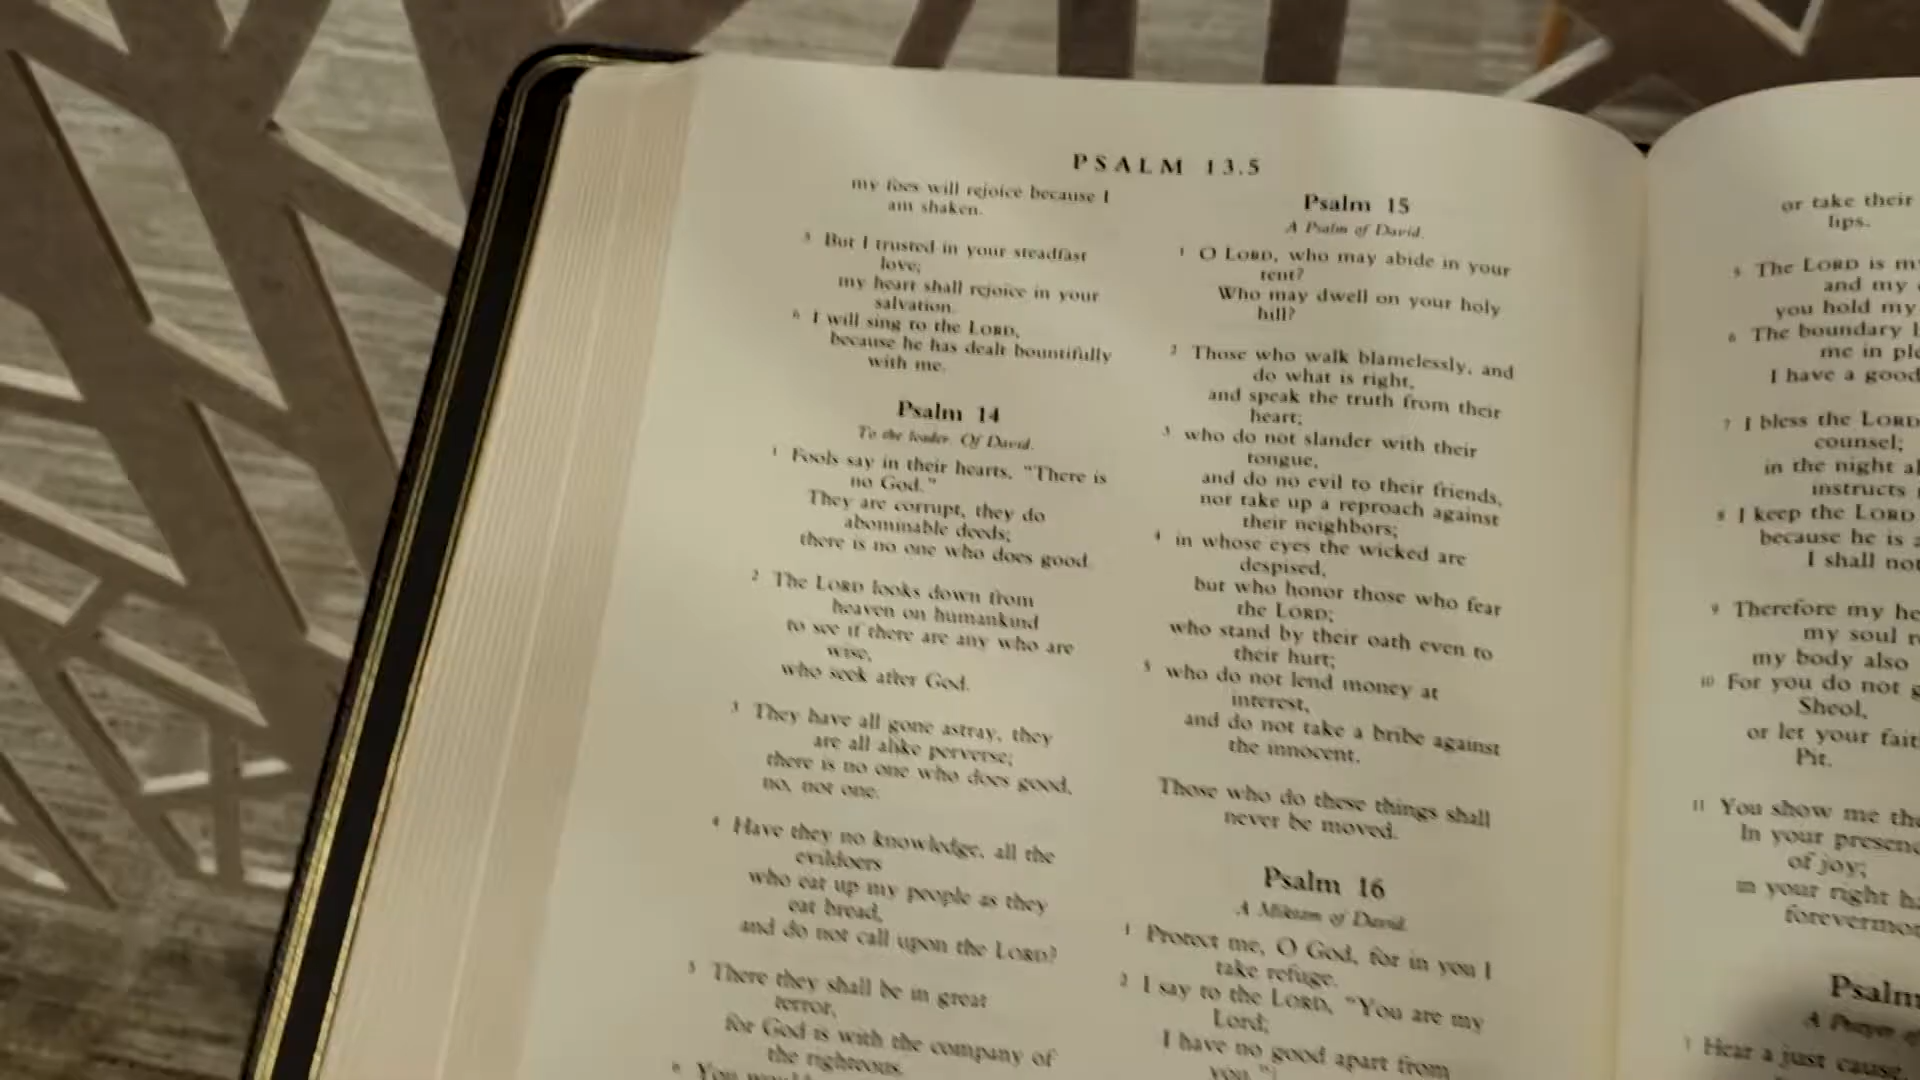 PSALM 13.5
my foes will rejoice because I
am shaken.
5 But I trusted in your steadfast
love;
my heart shall rejoice in your
salvation.
6 I will sing to the LORD,
because he has dealt bountifully
with me.
Psalm 14
To the leader. Of David.
1 Fools say in their hearts, "There is
no God."
They are corrupt, they do
abominable deeds;
there is no one who does good.
2 The LORD looks down from
heaven on humankind
to see if there are any who are
wise,
who seek after God.
3 They have all gone astray, they
are all alike perverse;
there is no one who does good,
no, not one.
4 Have they no knowledge, all the
evildoers
who eat up my people as they
eat bread,
and do not call upon the LORD?
5 There they shall be in great
terror,
for God is with the company of
the righteous.
6 You would
Psalm 15
A Psalm of David.
1 O LORD, who may abide in your
tent?
Who may dwell on your holy
hill?
2 Those who walk blamelessly, and
do what is right,
and speak the truth from their
heart;
3 who do not slander with their
tongue,
and do no evil to their friends,
nor take up a reproach against
their neighbors;
4 in whose eyes the wicked are
despised,
but who honor those who fear
the LORD;
who stand by their oath even to
their hurt;
5 who do not lend money at
interest,
and do not take a bribe against
the innocent.
Those who do these things shall
never be moved.
Psalm 16
A Miktam of David.
1 Protect me, O God, for in you I
take refuge.
2 I say to the LORD, "You are my
Lord;
I have no good apart from
you."
or take their
lips.
5 The LORD is my
and my
you hold my
6 The boundary
me in
I have a good
7 I bless the LORD
counsel;
in the night
instructs
8 I keep the LORD
because he is
I shall not
9 Therefore my
my soul
my body also
10 For you do not
Sheol,
or let your
Pit.
11 You show me
In your
of joy;
in your right
Psalm
A Prayer of
1 Hear a just cause,